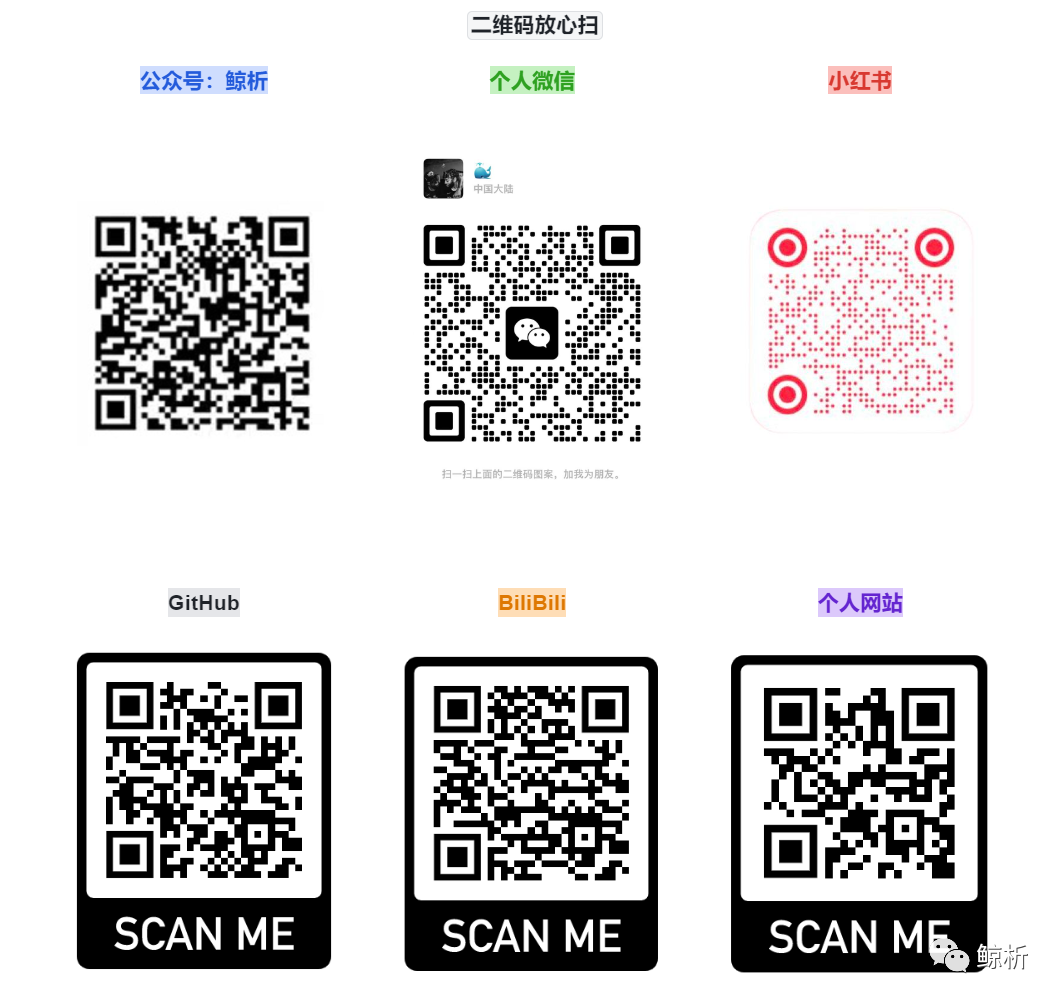 二维码放心扫
公众号：鲸析
个人微信
小红书
中国大陆
扫一扫上面的二维码图案，加我为朋友。
GitHub
BiliBili
个人网站
SCAN ME
SCAN ME
SCAN ME
鲸析